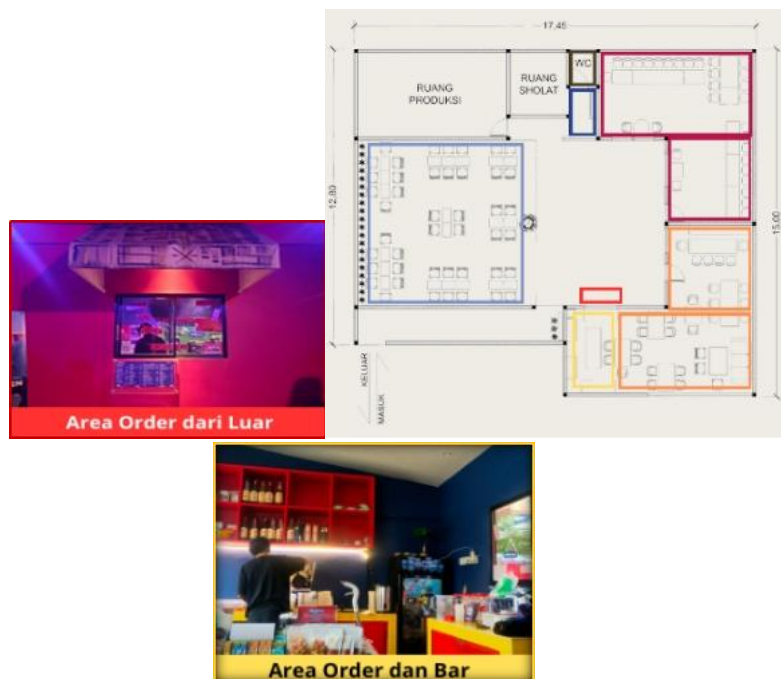 17.45
WC
RUANG
SHOLAT
RUANG
PRODUKSI
12.80
15.00
KELUAR
MASUK
Area Order dari Luar
Area Order dan Bar